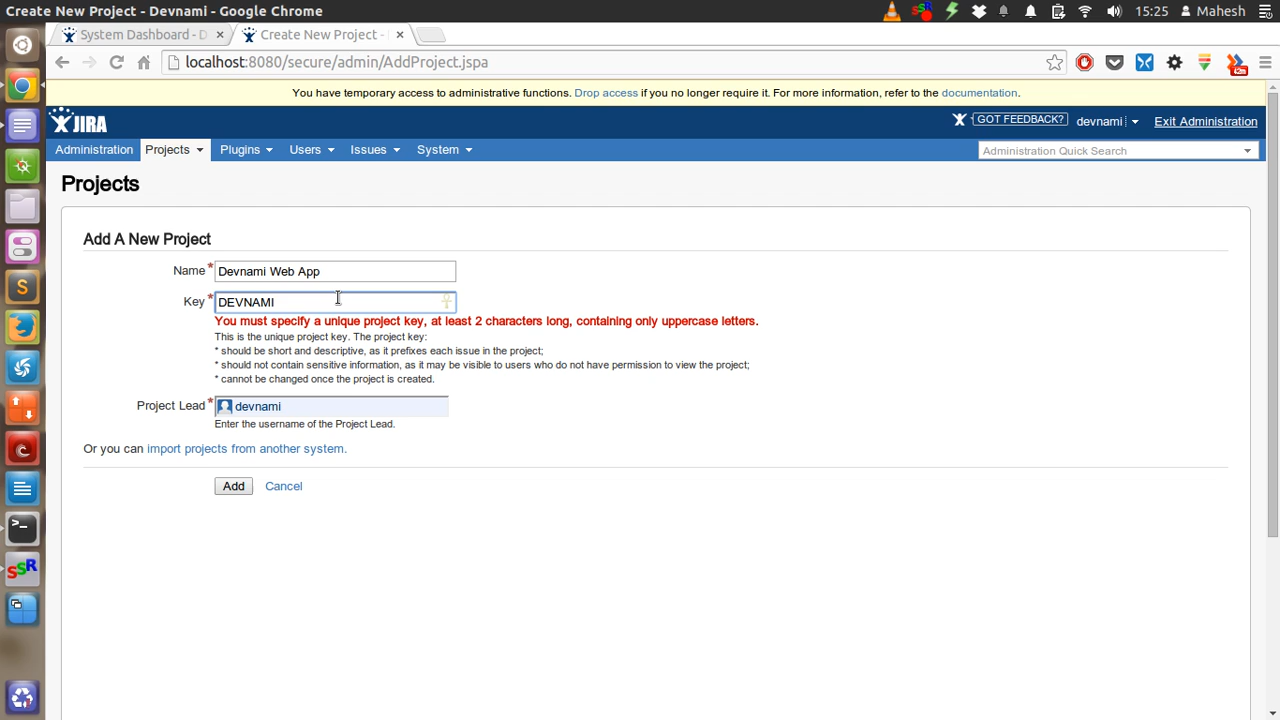 Create New Project - Devnami - Google Chrome
15:25 Mahesh
System Dashboard - D
Create New Project -
localhost:8080/secure/admin/AddProject.jspa
42m
You have temporary access to administrative functions. Drop access if you no longer require it. For more information, refer to the documentation.
JIRA
GOT FEEDBACK?
devnami
Exit Administration
Administration Projects Plugins Users Issues System
Administration Quick Search
Projects
Add A New Project
Name * Devnami Web App
Key * DEVNAMI
You must specify a unique project key, at least 2 characters long, containing only uppercase letters.
This is the unique project key. The project key:
* should be short and descriptive, as it prefixes each issue in the project;
* should not contain sensitive information, as it may be visible to users who do not have permission to view the project;
* cannot be changed once the project is created.
Project Lead * devnami
Enter the username of the Project Lead.
Or you can import projects from another system.
Add Cancel
S
SSR